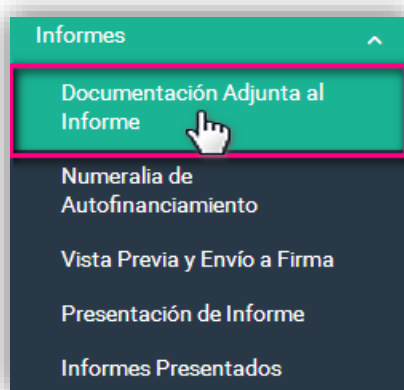 Informes
Documentación Adjunta al
Informe
Numeralia de
Autofinanciamiento
Vista Previa y Envío a Firma
Presentación de Informe
Informes Presentados